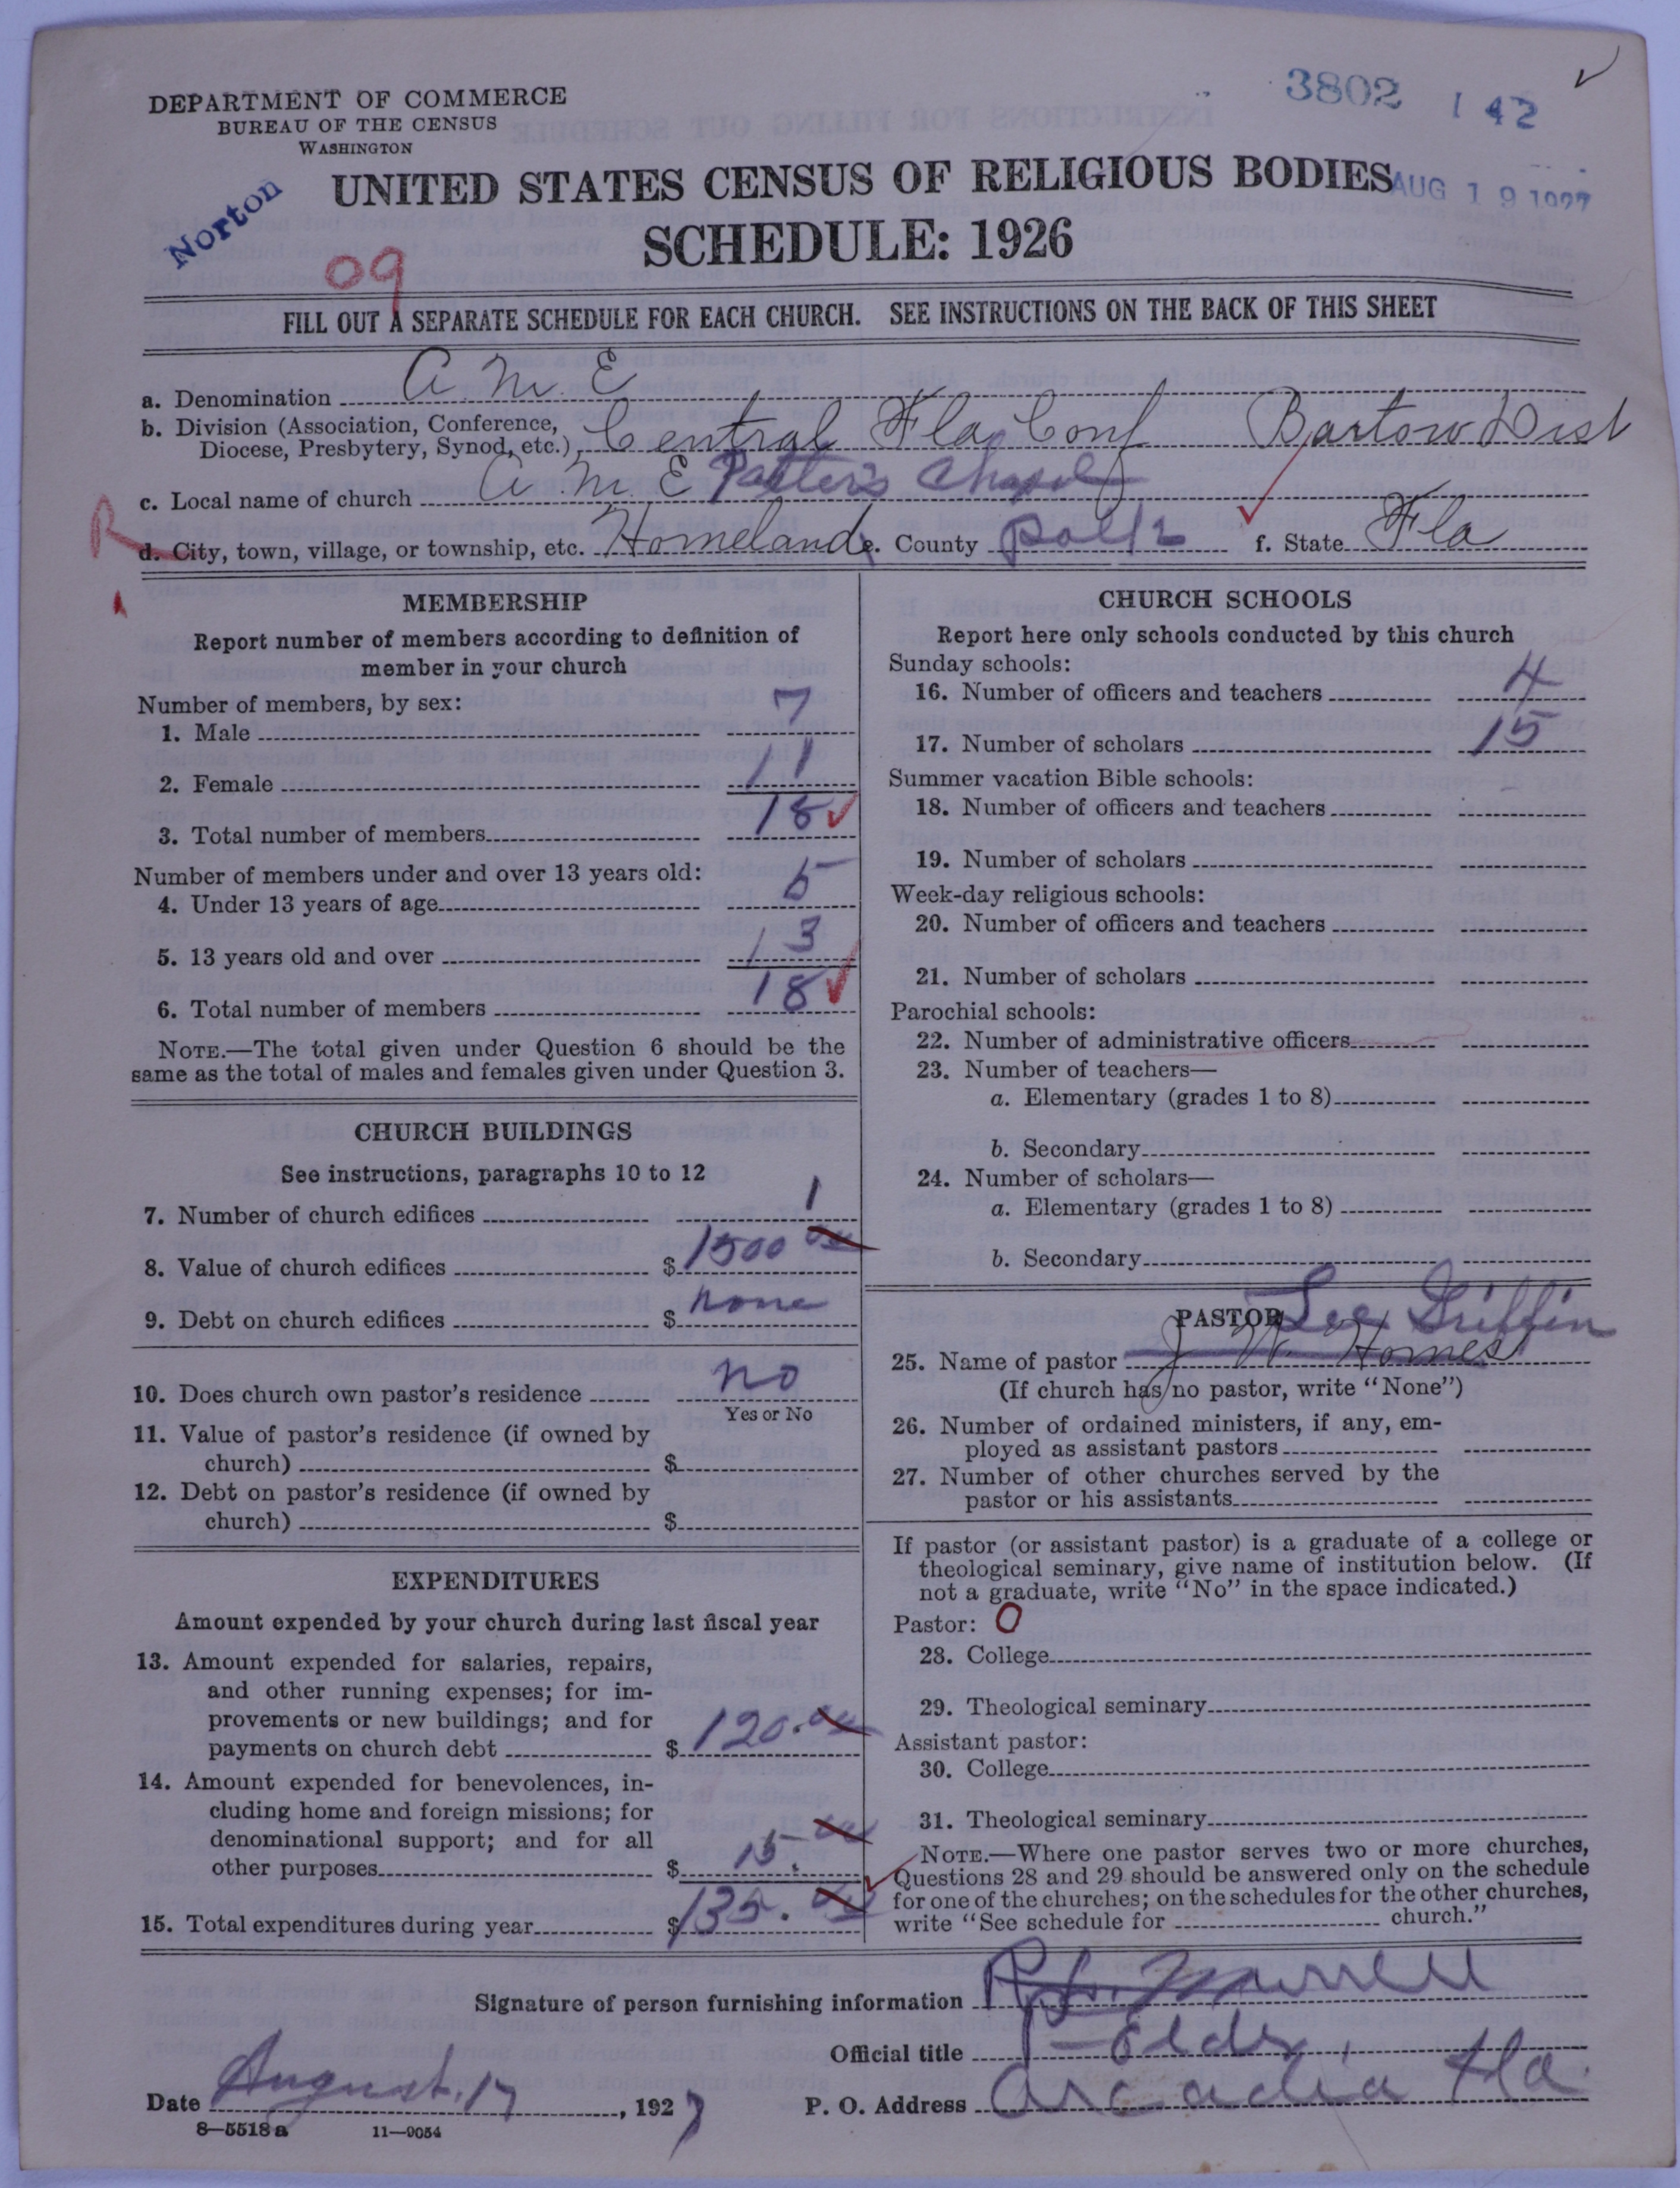 3802 142
DEPARTMENT OF COMMERCE
BUREAU OF THE CENSUS
WASHINGTON
Norton
UNITED STATES CENSUS OF RELIGIOUS BODIES
AUG 19 1927
SCHEDULE: 1926
09
FILL OUT A SEPARATE SCHEDULE FOR EACH CHURCH. SEE INSTRUCTIONS ON THE BACK OF THIS SHEET
a. Denomination A. M. E
b. Division (Association, Conference,
Diocese, Presbytery, Synod, etc.) Central Fla Conf Bartow Dist
c. Local name of church A. M. E Chapel
R
d. City, town, village, or township, etc. Homeland e. County Polk f. State Fla
MEMBERSHIP
Report number of members according to definition of
member in your church
Number of members, by sex:
1. Male 7
2. Female 11
3. Total number of members 18
Number of members under and over 13 years old:
4. Under 13 years of age 5
5. 13 years old and over 13
6. Total number of members 18
NOTE.—The total given under Question 6 should be the
same as the total of males and females given under Question 3.
CHURCH BUILDINGS
See instructions, paragraphs 10 to 12
7. Number of church edifices 1
8. Value of church edifices $ 1500 00
9. Debt on church edifices $ none
10. Does church own pastor's residence no
Yes or No
11. Value of pastor's residence (if owned by
church) $
12. Debt on pastor's residence (if owned by
church) $
EXPENDITURES
Amount expended by your church during last fiscal year
13. Amount expended for salaries, repairs,
and other running expenses; for im-
provements or new buildings; and for
payments on church debt $ 120.00
14. Amount expended for benevolences, in-
cluding home and foreign missions; for
denominational support; and for all
other purposes $ 15.00
15. Total expenditures during year $ 135.00
CHURCH SCHOOLS
Report here only schools conducted by this church
Sunday schools:
16. Number of officers and teachers 4
17. Number of scholars 15
Summer vacation Bible schools:
18. Number of officers and teachers
19. Number of scholars
Week-day religious schools:
20. Number of officers and teachers
21. Number of scholars
Parochial schools:
22. Number of administrative officers
23. Number of teachers—
a. Elementary (grades 1 to 8)
b. Secondary
24. Number of scholars—
a. Elementary (grades 1 to 8)
b. Secondary
PASTOR Lee Griffin
25. Name of pastor J. W. Homes
(If church has no pastor, write "None")
26. Number of ordained ministers, if any, em-
ployed as assistant pastors
27. Number of other churches served by the
pastor or his assistants
If pastor (or assistant pastor) is a graduate of a college or
theological seminary, give name of institution below. (If
not a graduate, write "No" in the space indicated.)
Pastor: O
28. College
29. Theological seminary
Assistant pastor:
30. College
31. Theological seminary
NOTE.—Where one pastor serves two or more churches,
Questions 28 and 29 should be answered only on the schedule
for one of the churches; on the schedules for the other churches,
write "See schedule for church."
Signature of person furnishing information
Official title P-Elder
Date August 17, 1927 P. O. Address Arcadia Fla.
8—5518 a 11—9054